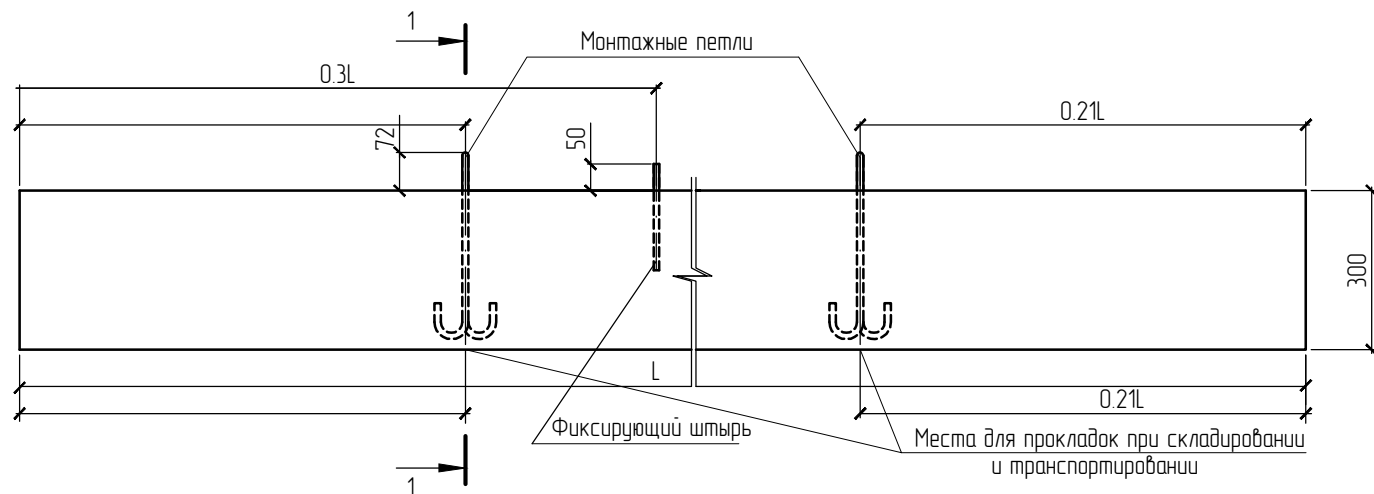 1
Монтажные петли
0.3L
0.21L
72
50
300
L
0.21L
Фиксирующий штырь
Места для прокладок при складировании
и транспортировании
1